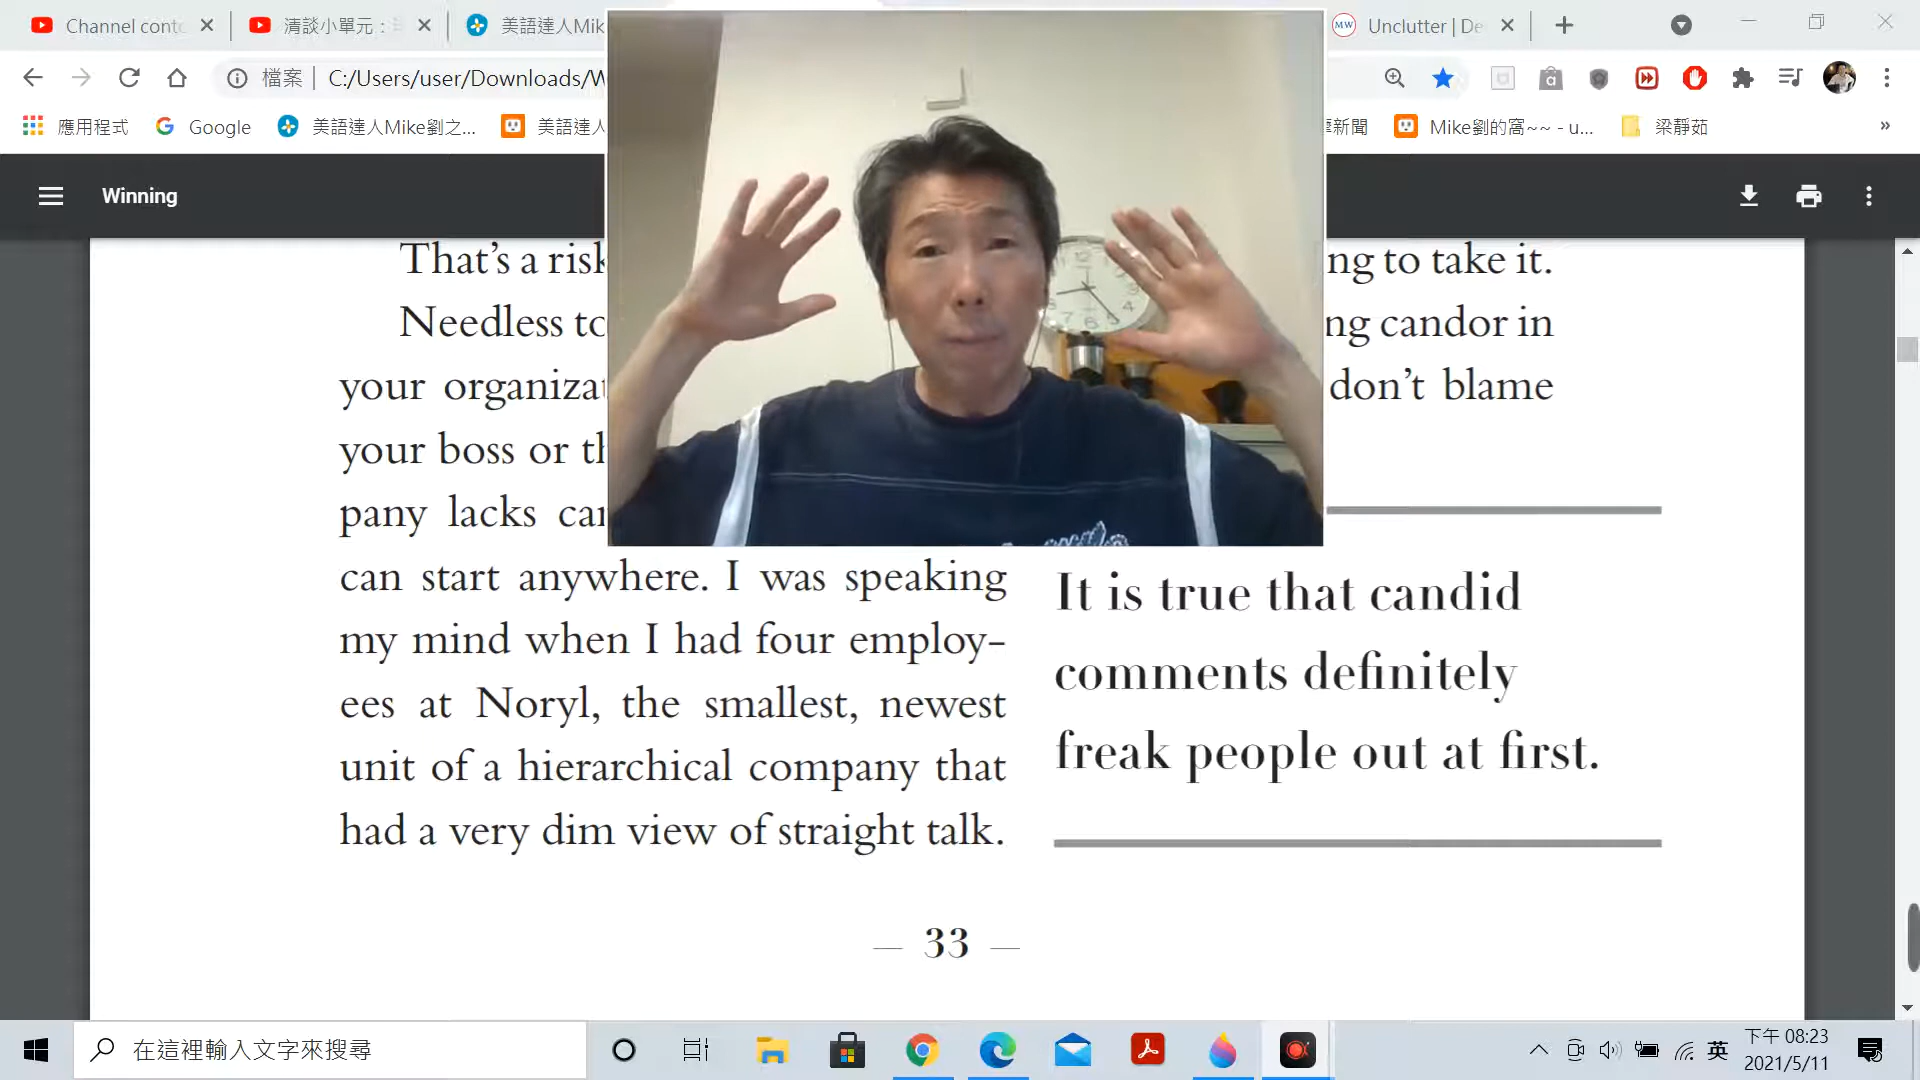 Channel conte
清談小單元：
美語達人Mik
Unclutter | De
檔案
C:/Users/user/Downloads/W
應用程式
Google
美語達人Mike劉之...
美語達人
新聞
Mike劉的窩~~ - u...
梁靜茹
»
Winning
That's a risk
ng to take it.
Needless to
ng candor in
your organiza
don't blame
your boss or th
pany lacks can
can start anywhere. I was speaking
my mind when I had four employ-
ees at Noryl, the smallest, newest
unit of a hierarchical company that
had a very dim view of straight talk.
It is true that candid
comments definitely
freak people out at first.
— 33 —
在這裡輸入文字來搜尋
英
下午 08:23
2021/5/11